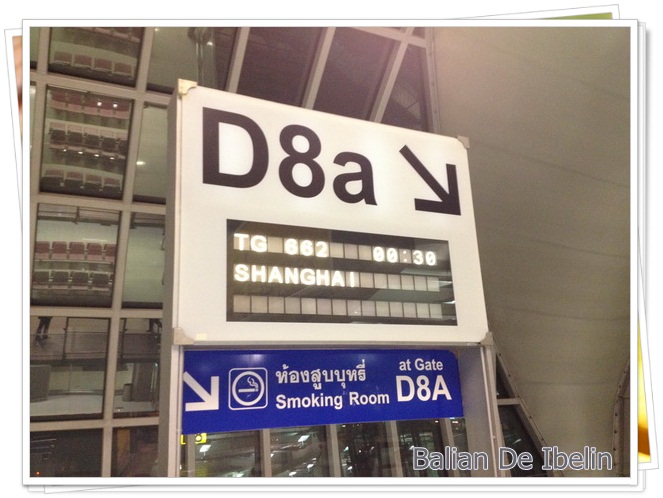 D8a
TG 662 00:30
SHANGHAI
ห้องสูบบุหรี่
Smoking Room
at Gate
D8A
Balian De Ibelin